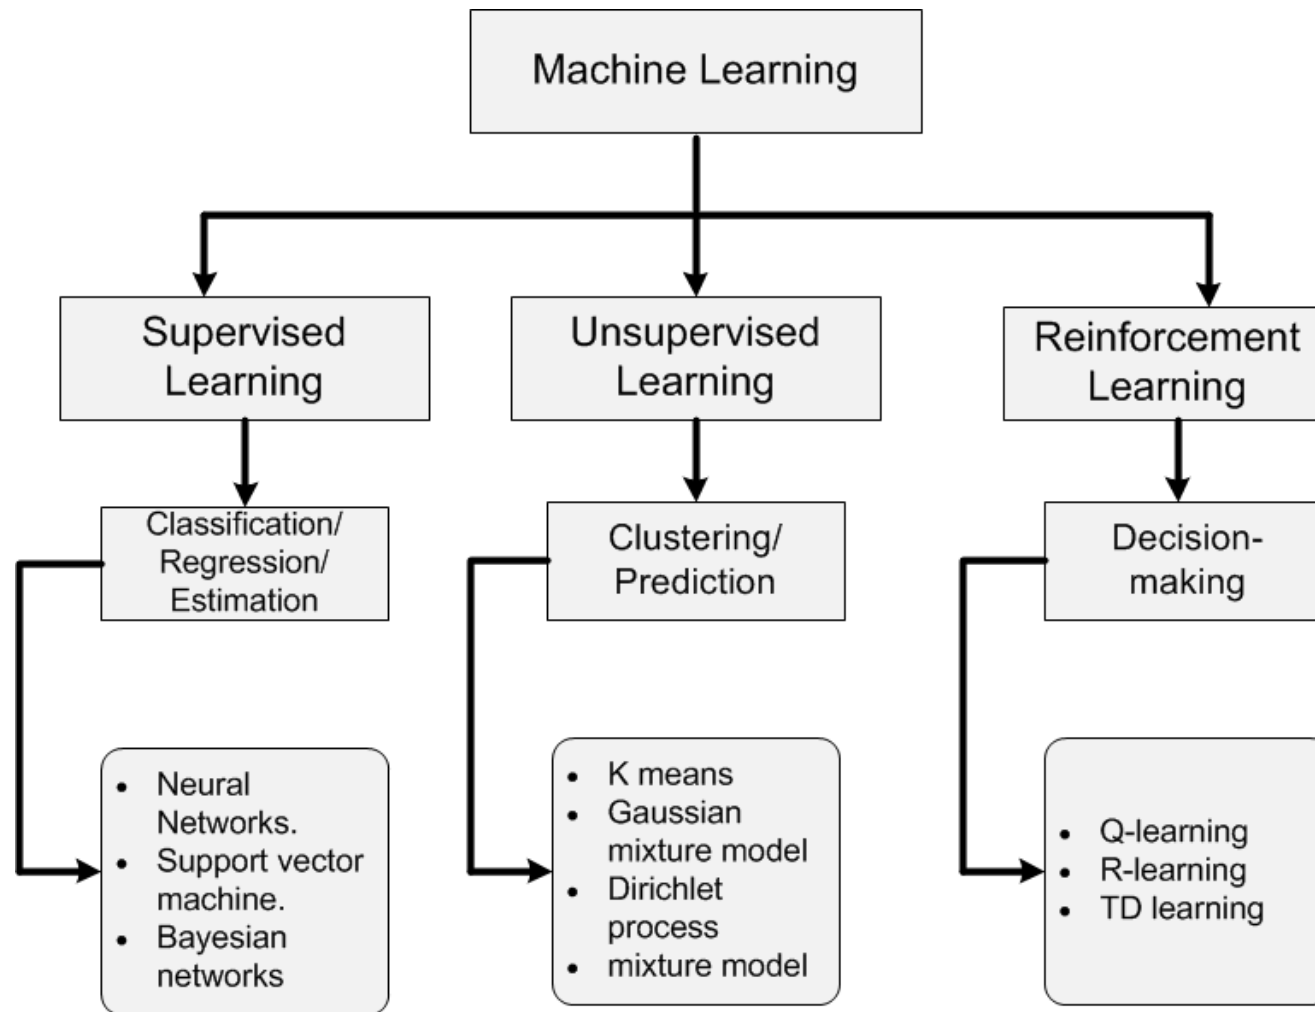 Machine Learning
Supervised
Learning
Unsupervised
Learning
Reinforcement
Learning
Classification/
Regression/
Estimation
Clustering/
Prediction
Decision-
making
• Neural
Networks.
• Support vector
machine.
• Bayesian
networks
• K means
• Gaussian
mixture model
• Dirichlet
process
• mixture model
• Q-learning
• R-learning
• TD learning